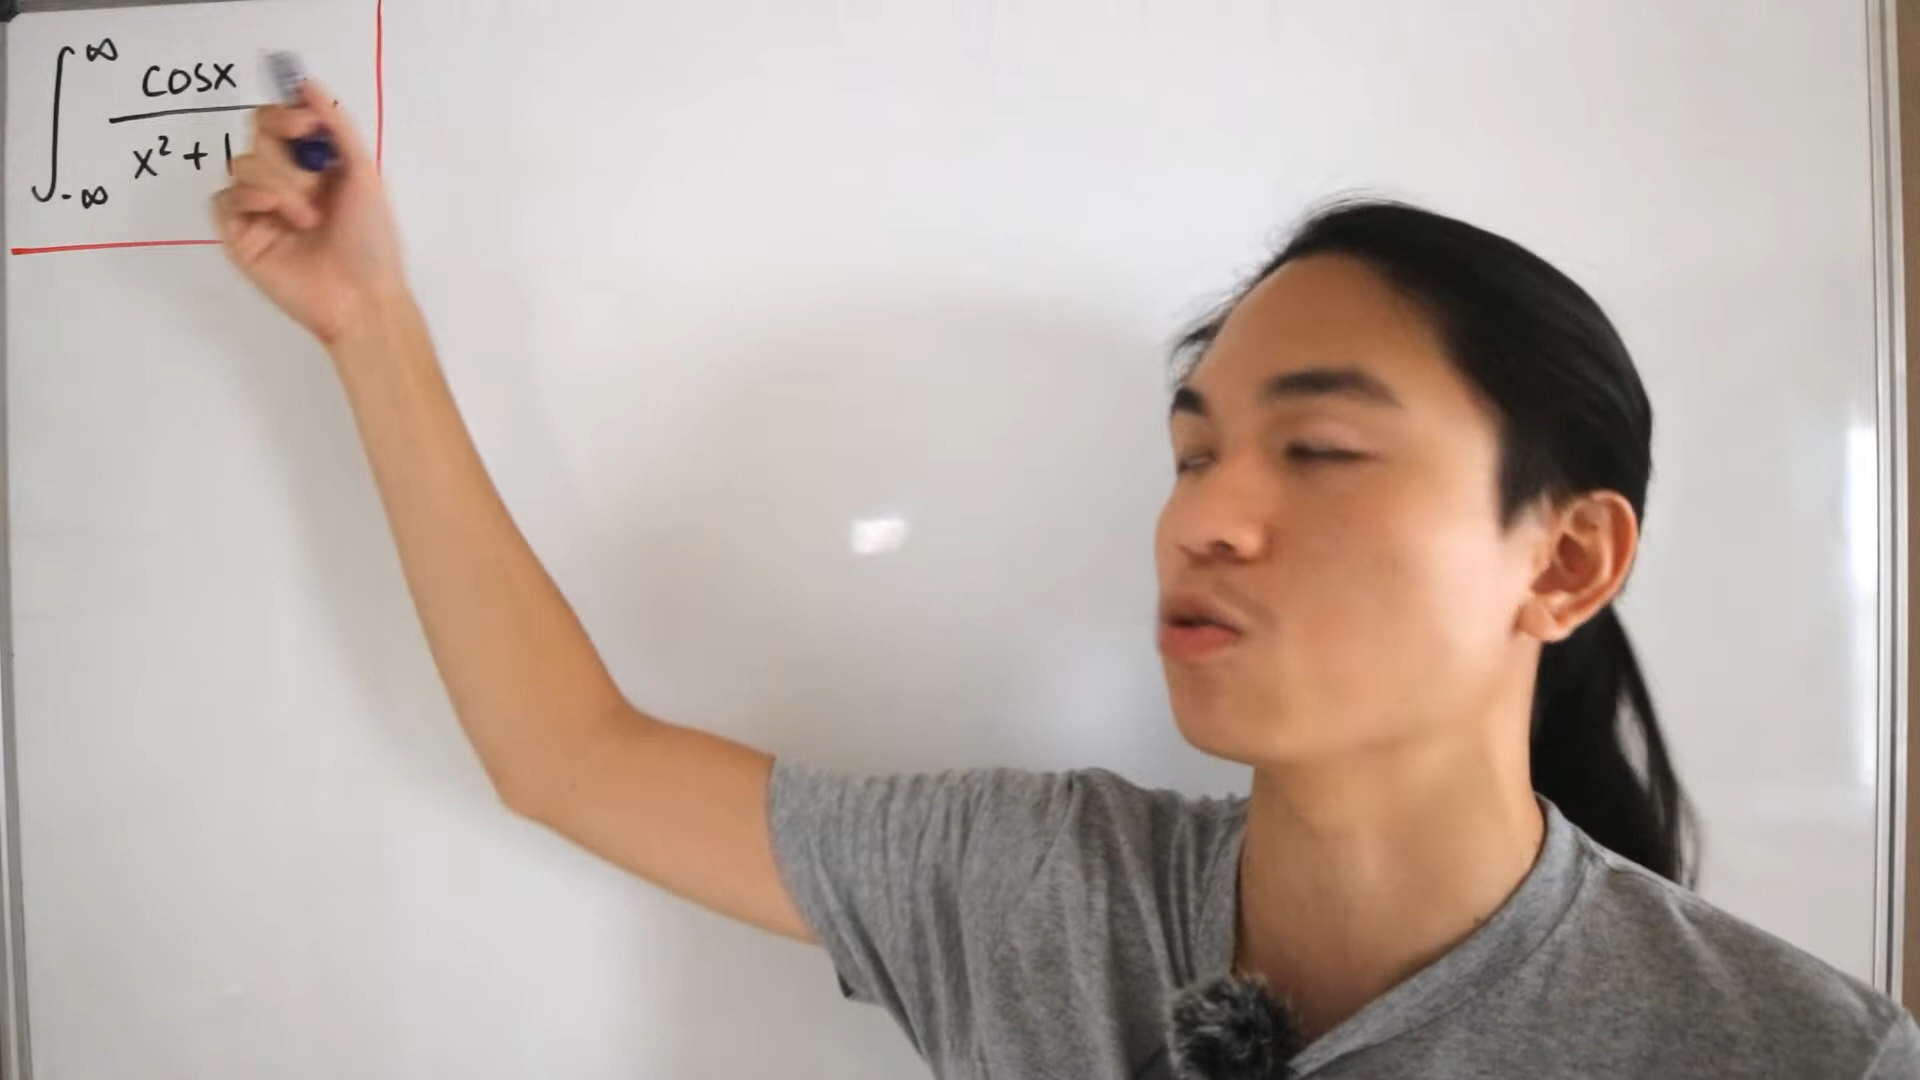 ∫_{-∞}^{∞} cosx / x² + 1